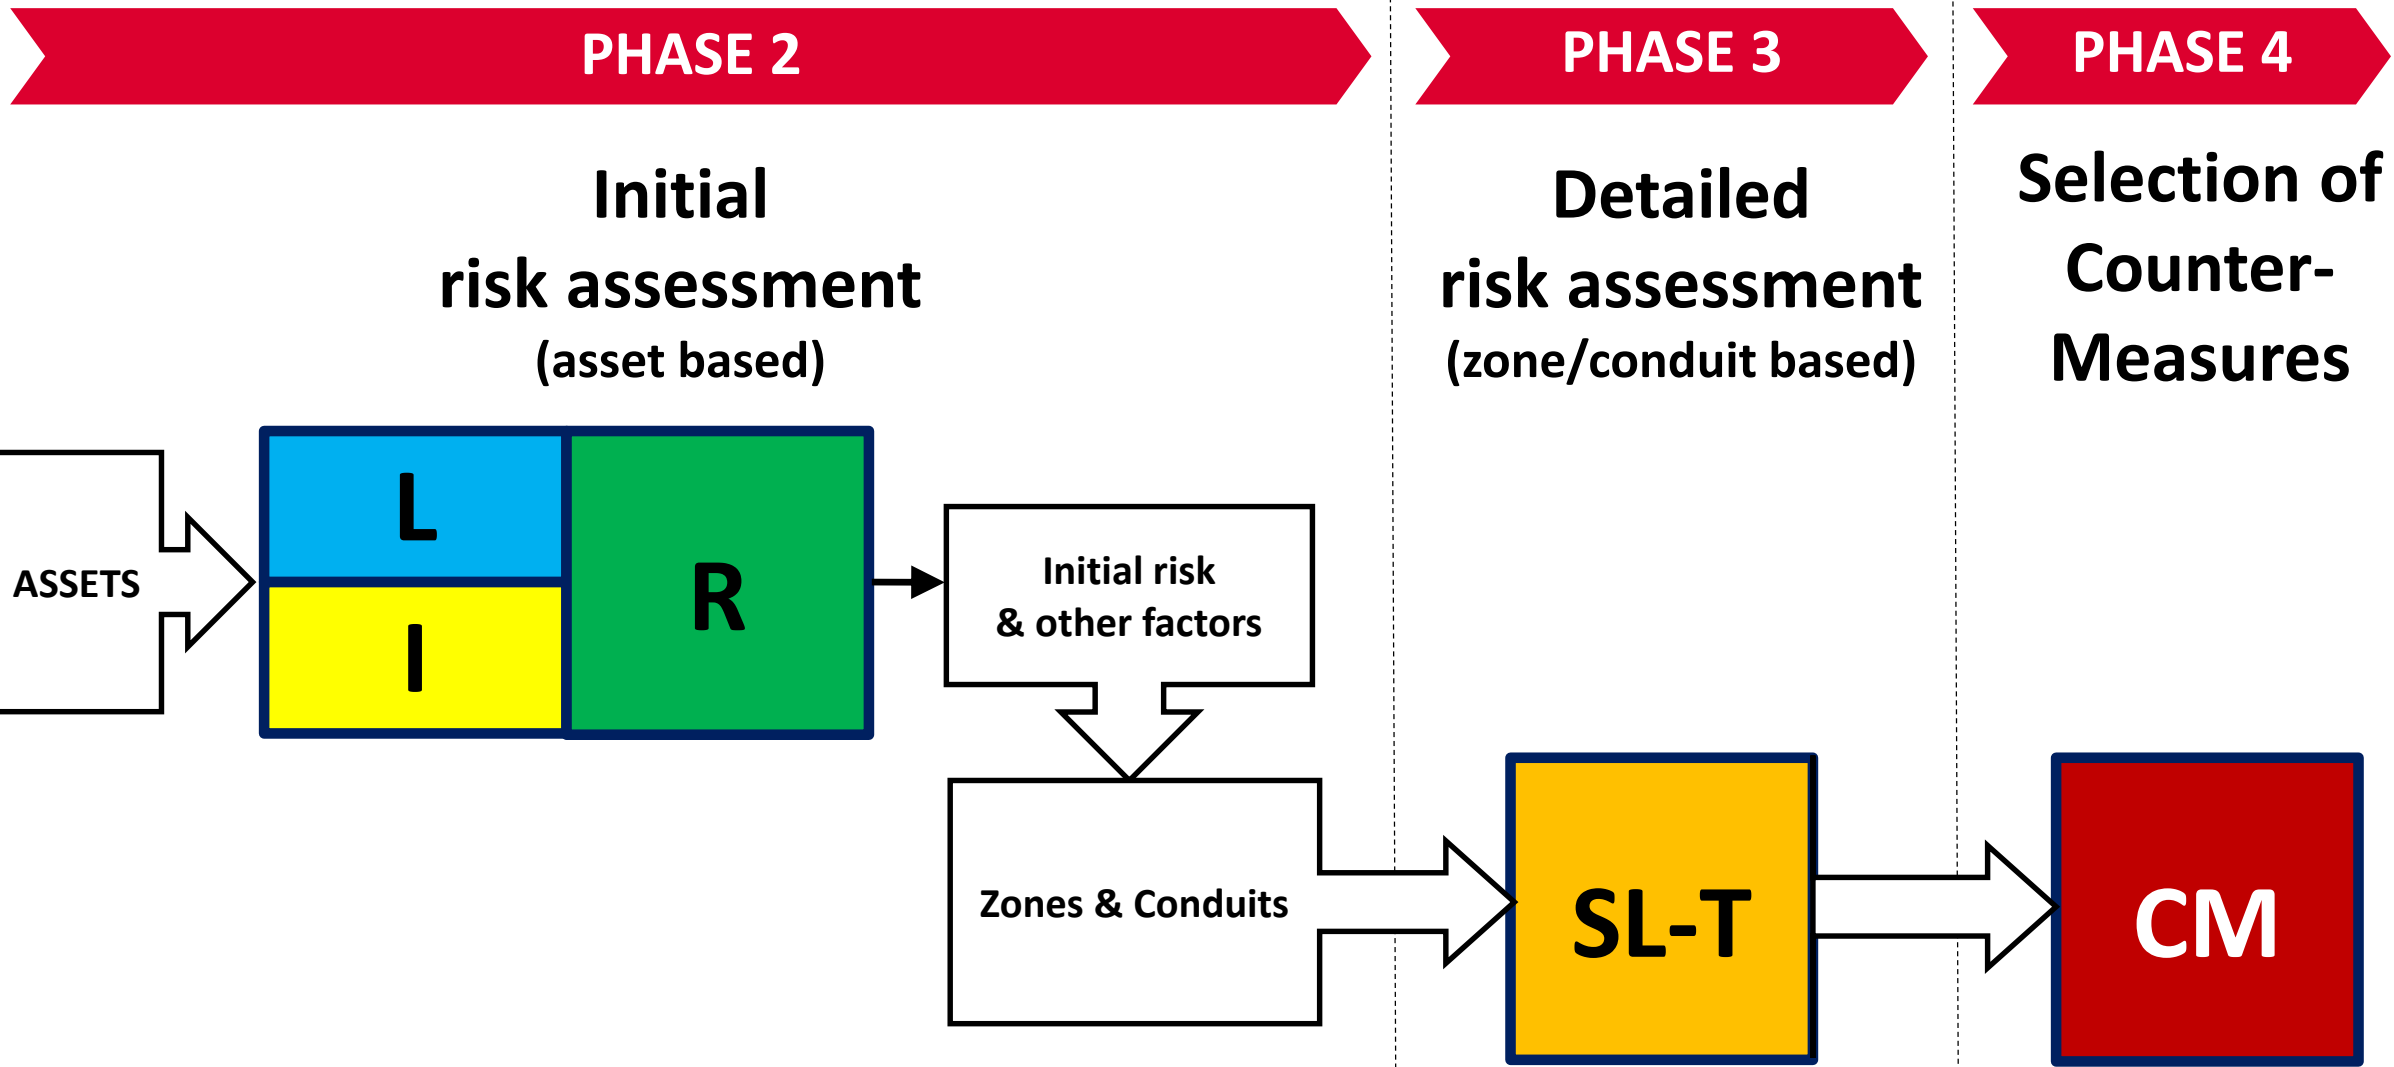 PHASE 2
PHASE 3
PHASE 4
Initial
risk assessment
(asset based)
Detailed
risk assessment
(zone/conduit based)
Selection of
Counter-
Measures
ASSETS
L
I
R
Initial risk
& other factors
Zones & Conduits
SL-T
CM